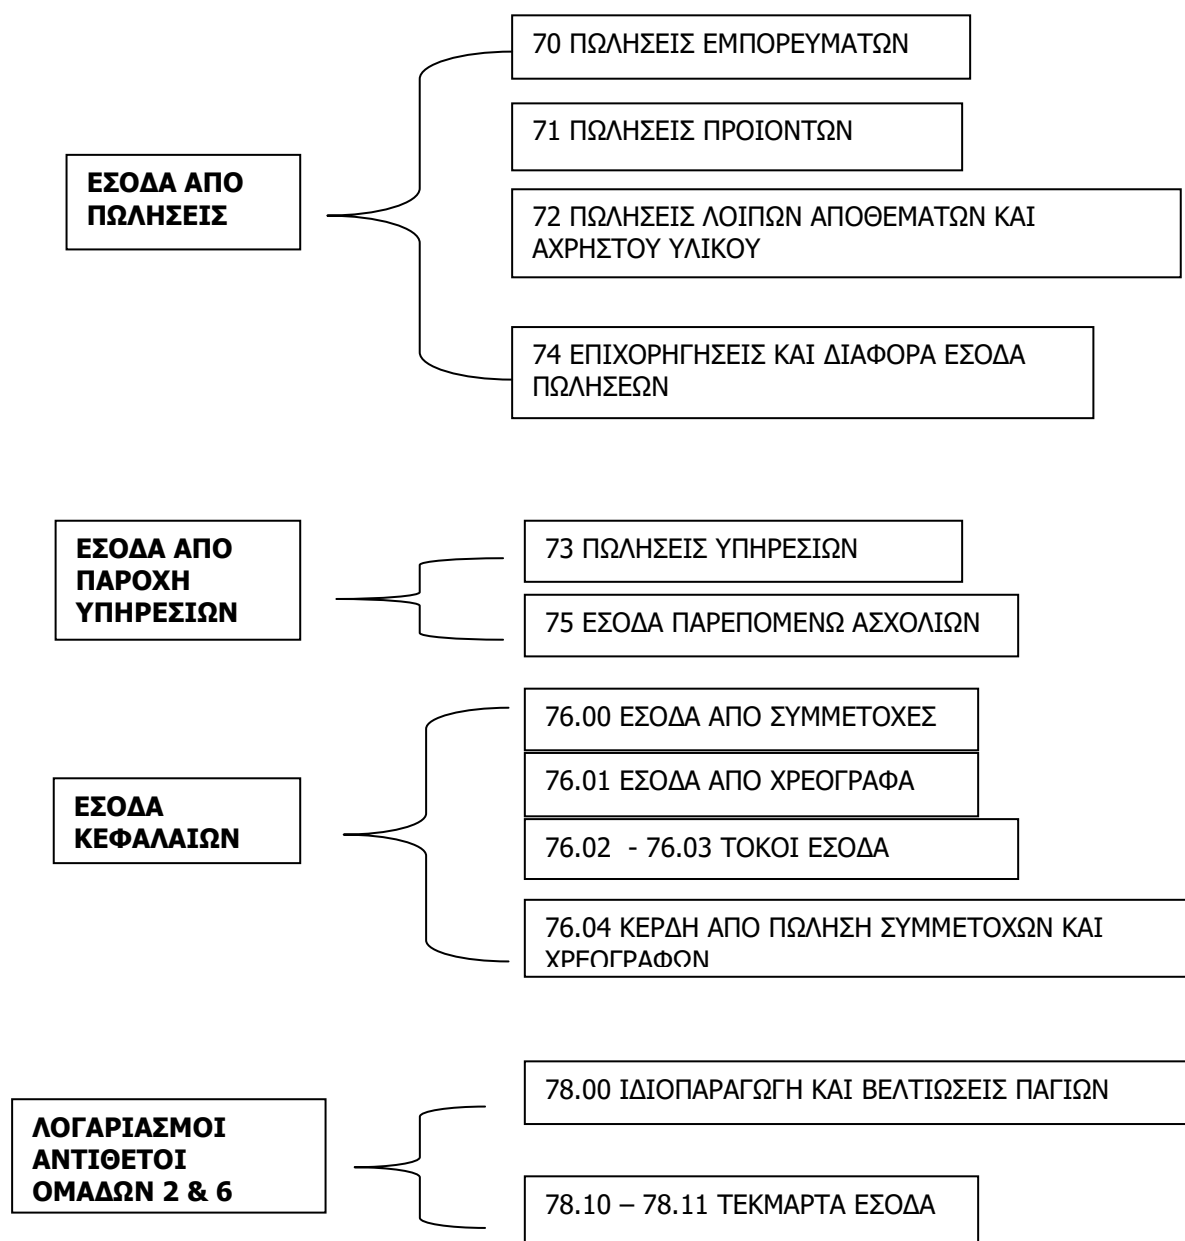 70 ΠΩΛΗΣΕΙΣ ΕΜΠΟΡΕΥΜΑΤΩΝ
71 ΠΩΛΗΣΕΙΣ ΠΡΟΙΟΝΤΩΝ
ΕΣΟΔΑ ΑΠΟ
ΠΩΛΗΣΕΙΣ
72 ΠΩΛΗΣΕΙΣ ΛΟΙΠΩΝ ΑΠΟΘΕΜΑΤΩΝ ΚΑΙ
ΑΧΡΗΣΤΟΥ ΥΛΙΚΟΥ
74 ΕΠΙΧΟΡΗΓΗΣΕΙΣ ΚΑΙ ΔΙΑΦΟΡΑ ΕΣΟΔΑ
ΠΩΛΗΣΕΩΝ
ΕΣΟΔΑ ΑΠΟ
ΠΑΡΟΧΗ
ΥΠΗΡΕΣΙΩΝ
73 ΠΩΛΗΣΕΙΣ ΥΠΗΡΕΣΙΩΝ
75 ΕΣΟΔΑ ΠΑΡΕΠΟΜΕΝΩ ΑΣΧΟΛΙΩΝ
76.00 ΕΣΟΔΑ ΑΠΟ ΣΥΜΜΕΤΟΧΕΣ
76.01 ΕΣΟΔΑ ΑΠΟ ΧΡΕΟΓΡΑΦΑ
ΕΣΟΔΑ
ΚΕΦΑΛΑΙΩΝ
76.02 - 76.03 ΤΟΚΟΙ ΕΣΟΔΑ
76.04 ΚΕΡΔΗ ΑΠΟ ΠΩΛΗΣΗ ΣΥΜΜΕΤΟΧΩΝ ΚΑΙ
ΧΡΕΟΓΡΑΦΩΝ
78.00 ΙΔΙΟΠΑΡΑΓΩΓΗ ΚΑΙ ΒΕΛΤΙΩΣΕΙΣ ΠΑΓΙΩΝ
ΛΟΓΑΡΙΑΣΜΟΙ
ΑΝΤΙΘΕΤΟΙ
ΟΜΑΔΩΝ 2 & 6
78.10 – 78.11 ΤΕΚΜΑΡΤΑ ΕΣΟΔΑ